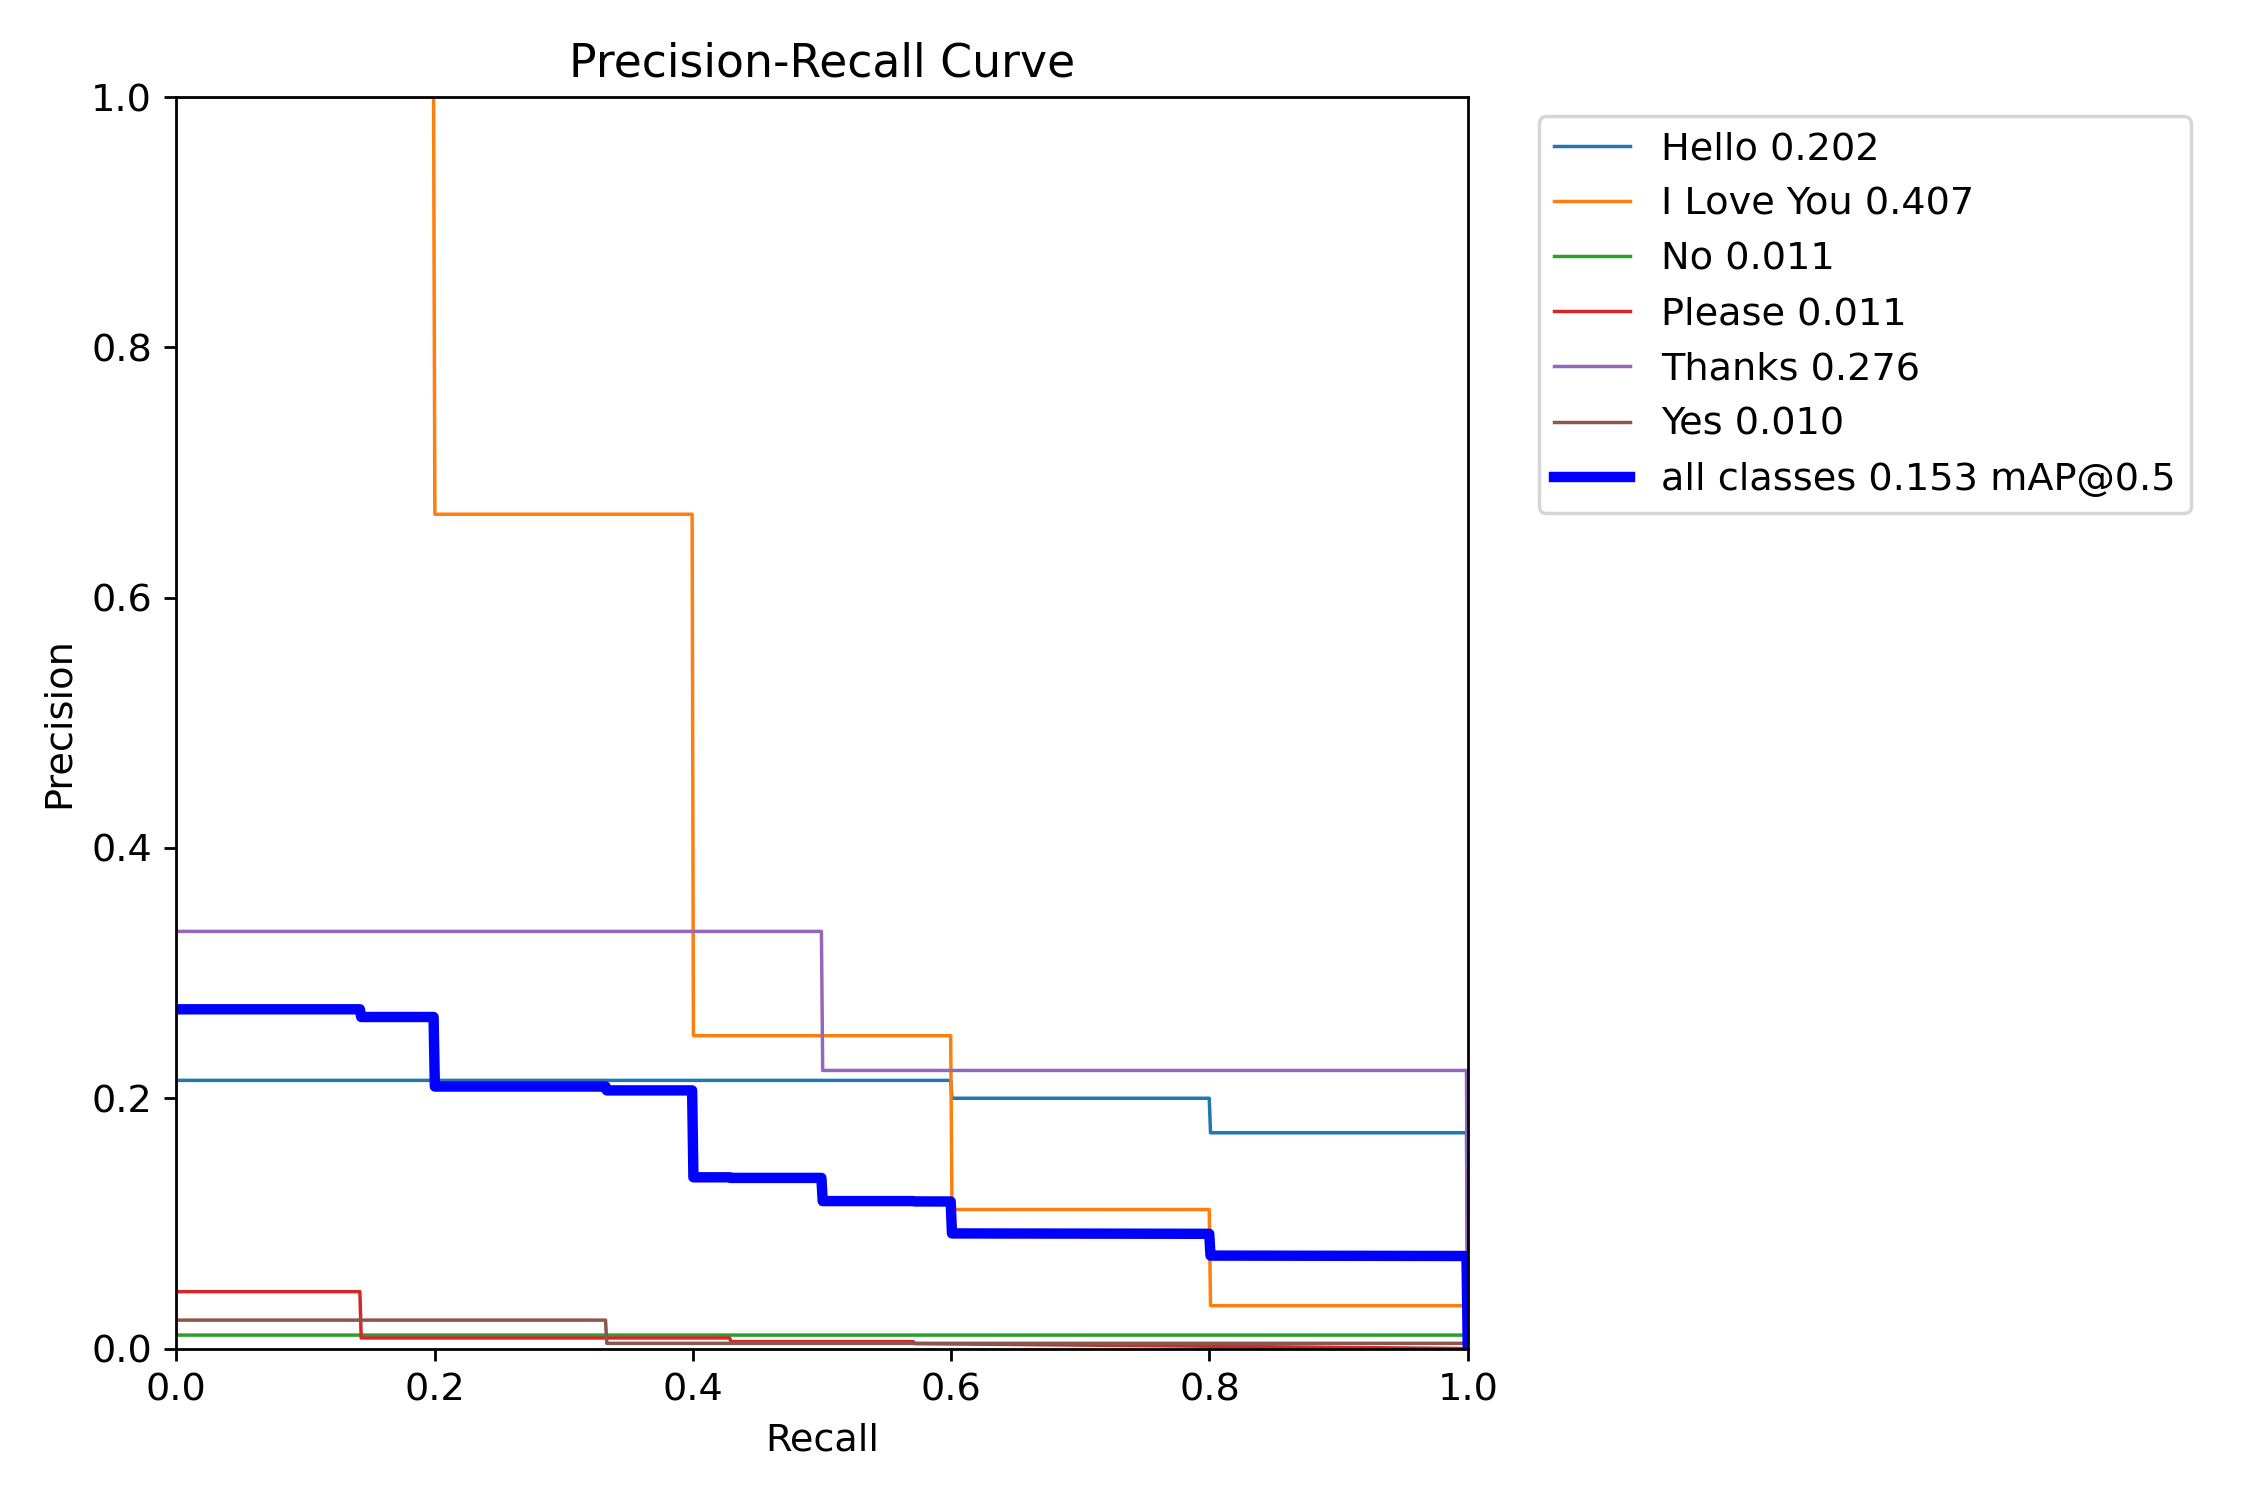 Precision-Recall Curve
1.0
0.8
0.6
0.4
0.2
0.0
Precision
0.0 0.2 0.4 0.6 0.8 1.0
Recall
Hello 0.202
I Love You 0.407
No 0.011
Please 0.011
Thanks 0.276
Yes 0.010
all classes 0.153 mAP@0.5